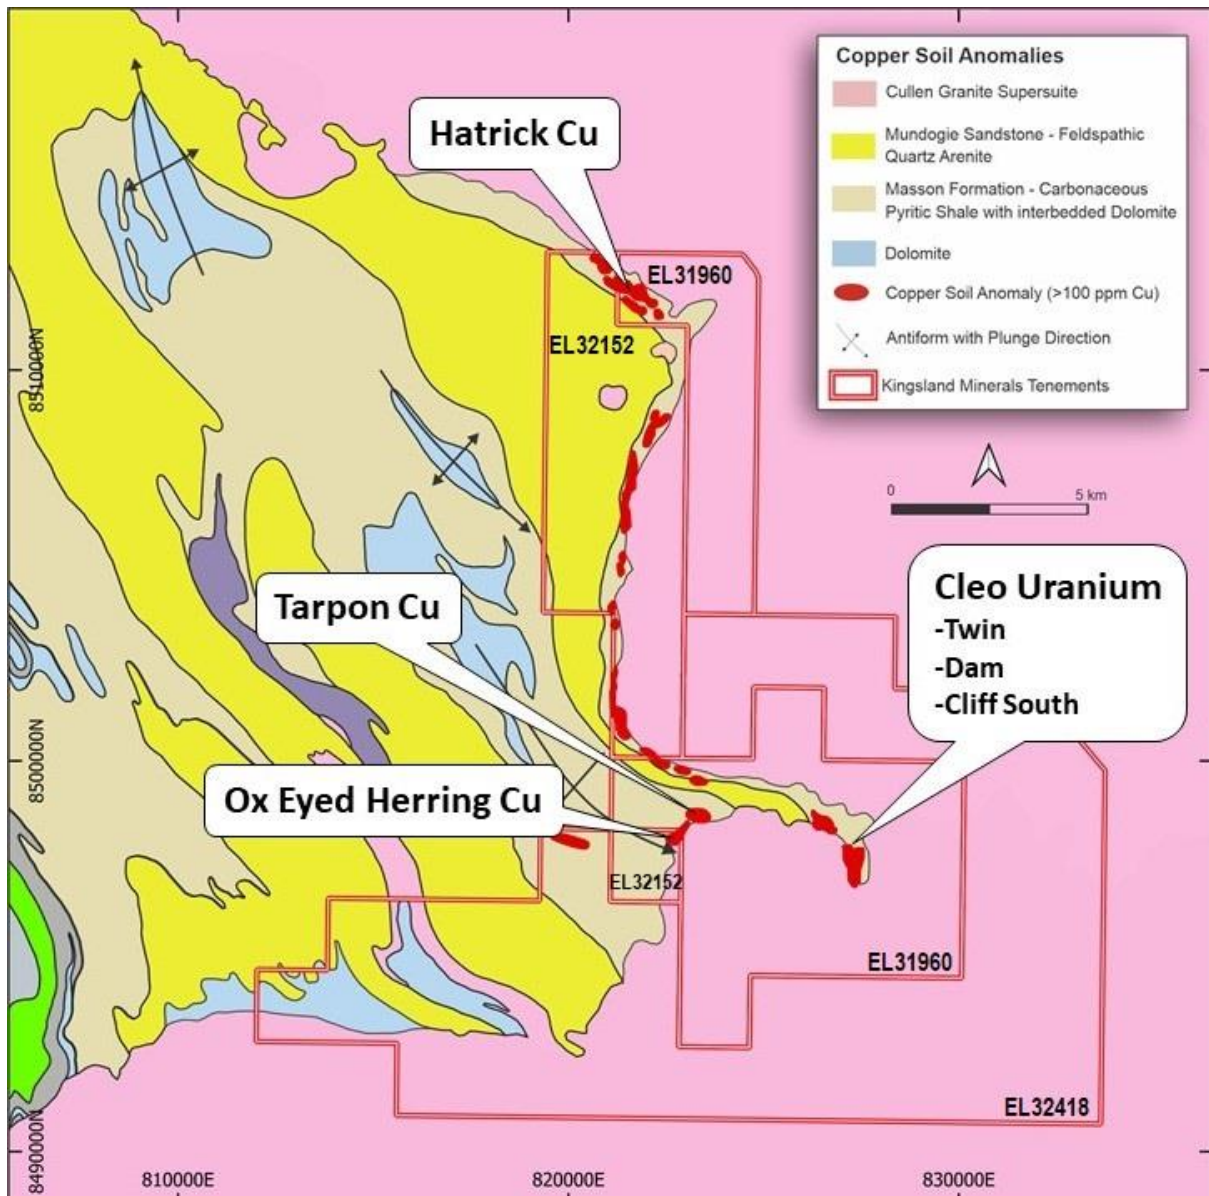 Copper Soil Anomalies
Cullen Granite Supersuite
Mundogie Sandstone - Feldspathic
Quartz Arenite
Masson Formation - Carbonaceous
Pyritic Shale with interbedded Dolomite
Dolomite
Copper Soil Anomaly (>100 ppm Cu)
Antiform with Plunge Direction
Kingsland Minerals Tenements
Hatrick Cu
EL31960
EL32152
8510000N
0
5 km
Cleo Uranium
-Twin
-Dam
-Cliff South
Tarpon Cu
8500000N
Ox Eyed Herring Cu
EL32152
EL31960
EL32418
8490000N
810000E
820000E
830000E